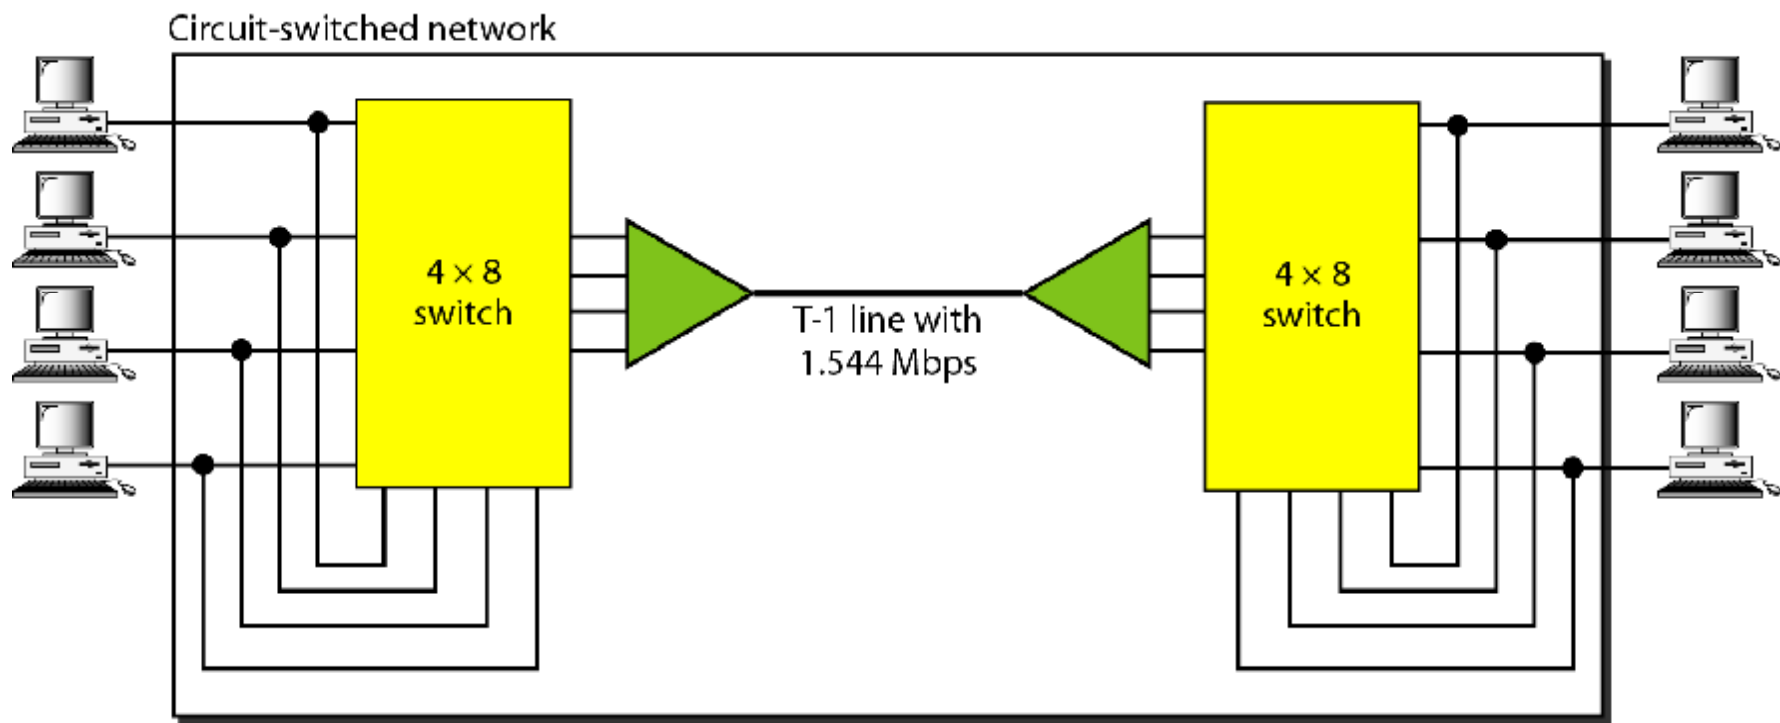 Circuit-switched network
4 × 8
switch
T-1 line with
1.544 Mbps
4 × 8
switch